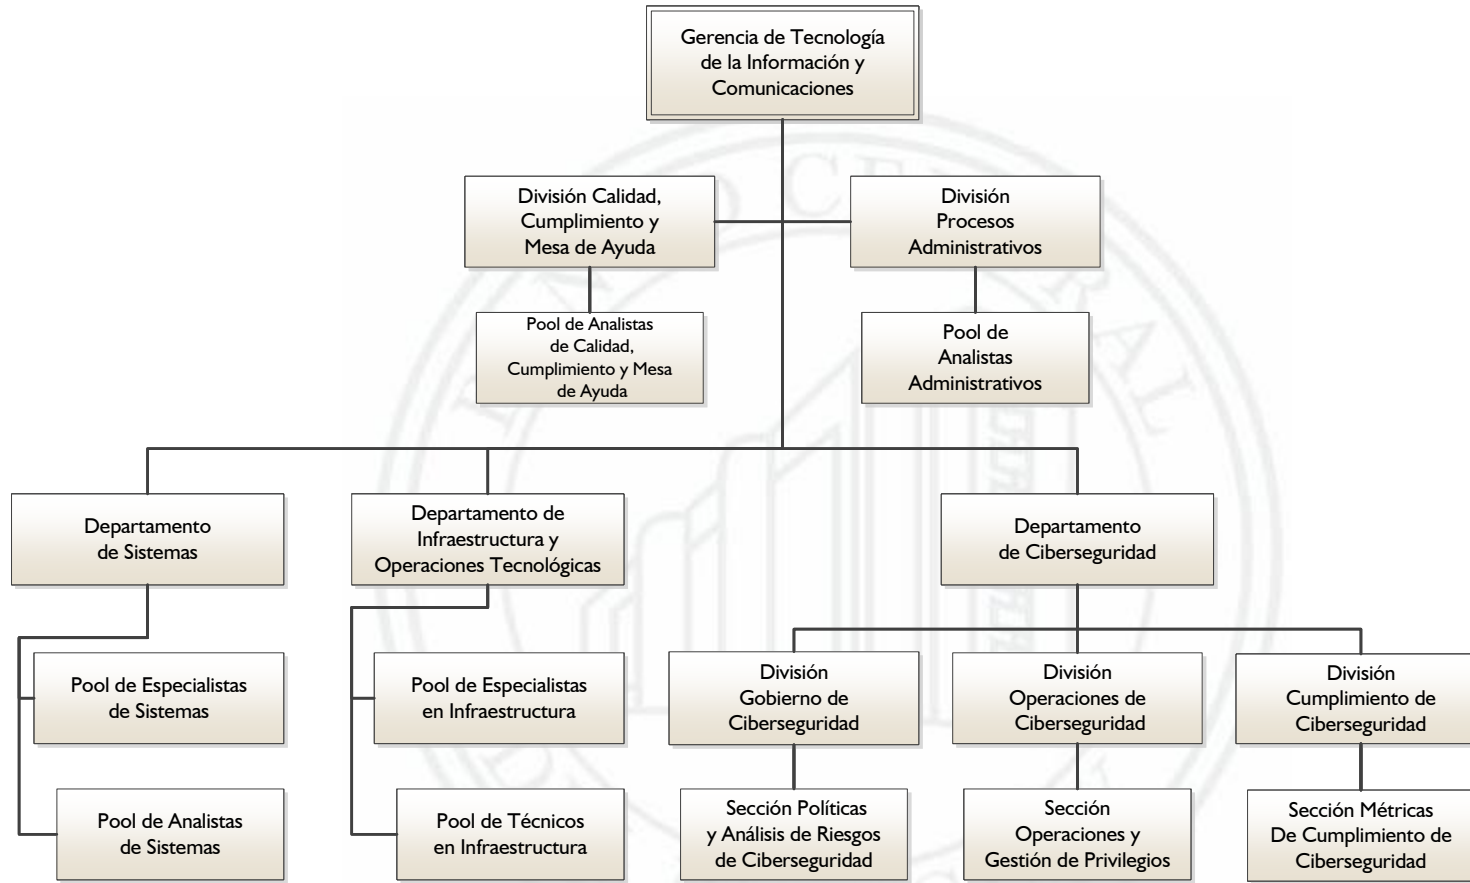 Gerencia de Tecnología
de la Información y
Comunicaciones
División Calidad,
Cumplimiento y
Mesa de Ayuda
División
Procesos
Administrativos
Pool de Analistas
de Calidad,
Cumplimiento y Mesa
de Ayuda
Pool de
Analistas
Administrativos
Departamento
de Sistemas
Departamento de
Infraestructura y
Operaciones Tecnológicas
Departamento
de Ciberseguridad
Pool de Especialistas
de Sistemas
Pool de Especialistas
en Infraestructura
División
Gobierno de
Ciberseguridad
División
Operaciones de
Ciberseguridad
División
Cumplimiento de
Ciberseguridad
Pool de Analistas
de Sistemas
Pool de Técnicos
en Infraestructura
Sección Políticas
y Análisis de Riesgos
de Ciberseguridad
Sección
Operaciones y
Gestión de Privilegios
Sección Métricas
De Cumplimiento de
Ciberseguridad